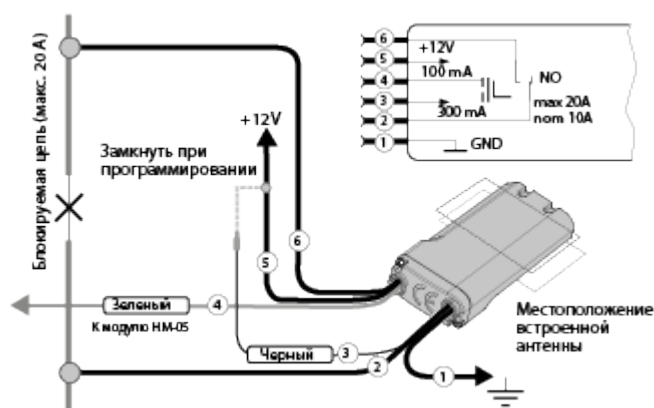 6
5
4
3
2
1
+12V
100 mA
300 mA
NO
max 20A
nom 10A
GND
Блокируемая цепь (макс. 20 А)
Замкнуть при
программировании
+12V
6
5
Зеленый
4
К модулю HM-05
Черный
3
2
1
CE
Местоположение
встроенной
антенны